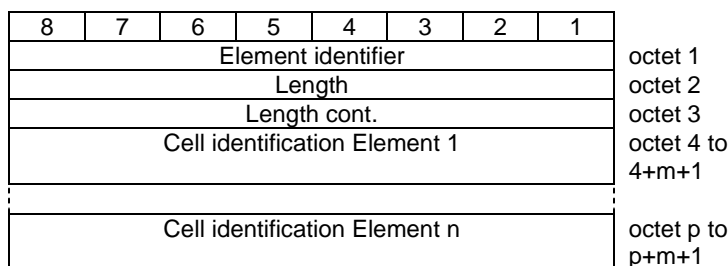 8 7 6 5 4 3 2 1
Element identifier octet 1
Length octet 2
Length cont. octet 3
Cell identification Element 1 octet 4 to
4+m+1
Cell identification Element n octet p to
p+m+1